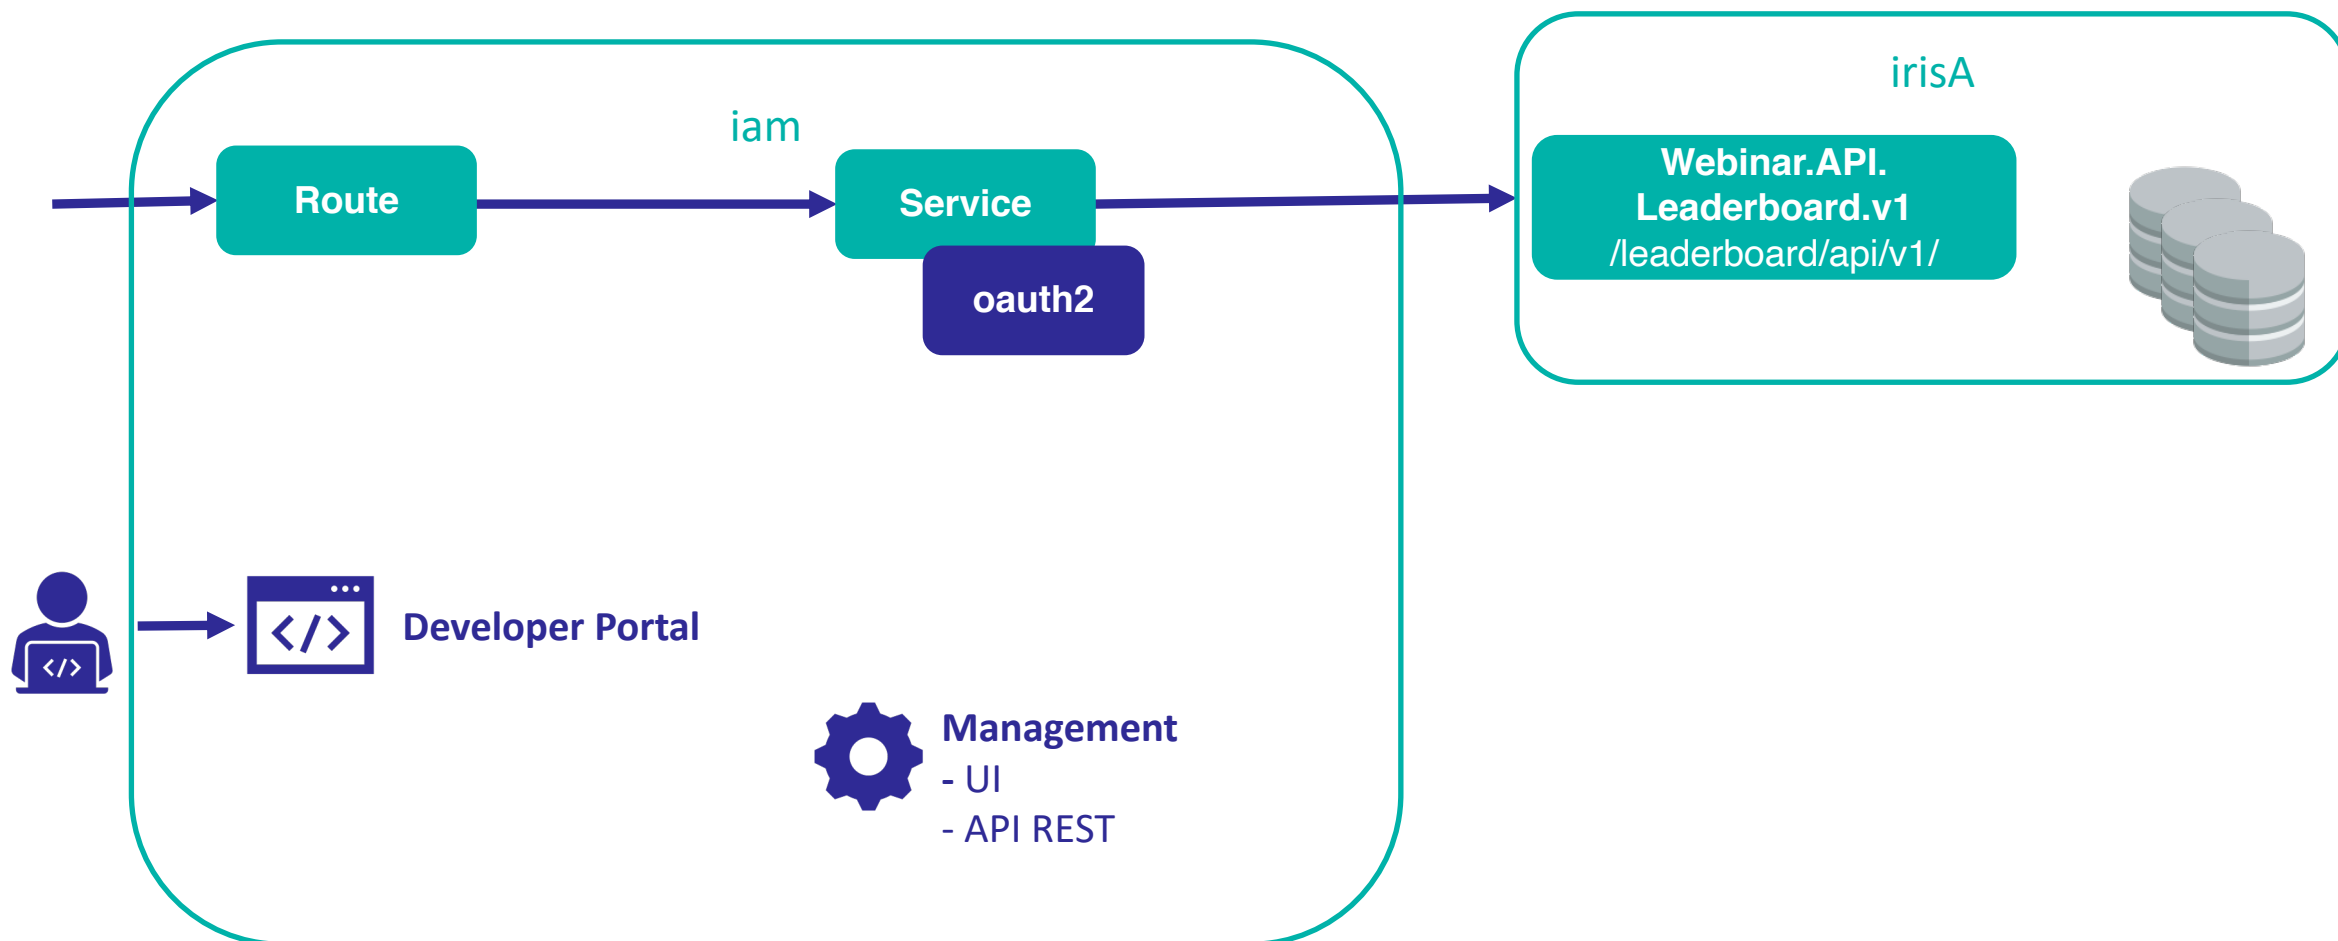 irisA
iam
Route
Service
oauth2
Webinar.API.
Leaderboard.v1
/leaderboard/api/v1/
</>
</>
Developer Portal
Management
- UI
- API REST